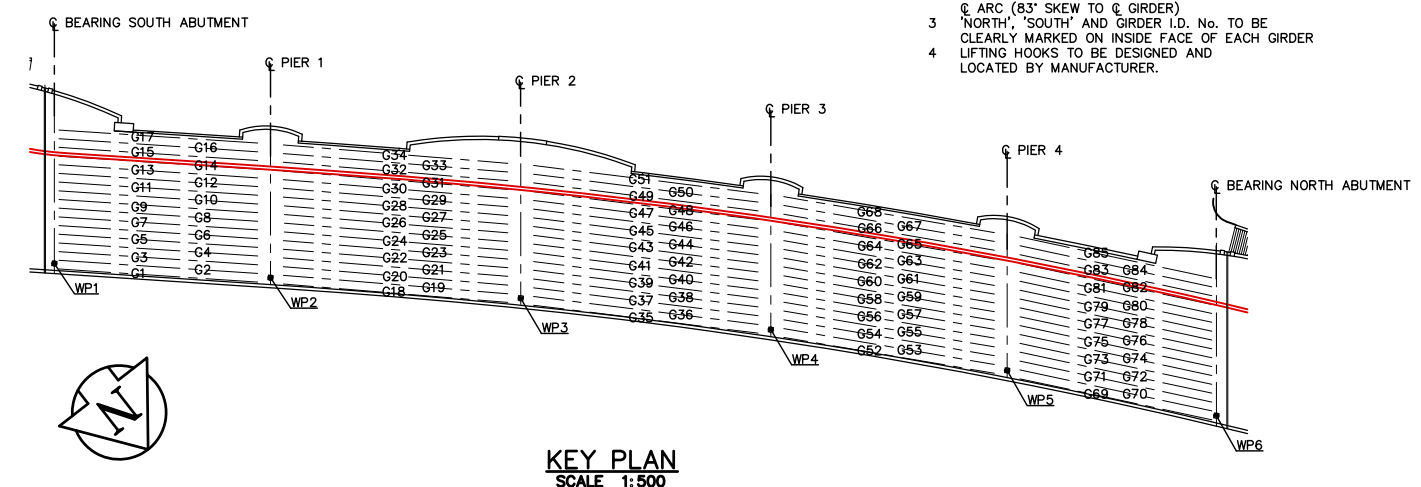 ℄ ARC (83° SKEW TO ℄ GIRDER)
3 'NORTH', 'SOUTH' AND GIRDER I.D. No. TO BE
CLEARLY MARKED ON INSIDE FACE OF EACH GIRDER
4 LIFTING HOOKS TO BE DESIGNED AND
LOCATED BY MANUFACTURER.
℄ BEARING SOUTH ABUTMENT
℄ PIER 1
℄ PIER 2
℄ PIER 3
℄ PIER 4
℄ BEARING NORTH ABUTMENT
G17
G16
G15
G14
G13
G12
G11
G10
G9
G8
G7
G6
G5
G4
G3
G2
G1
G34
G33
G32
G31
G30
G29
G28
G27
G26
G25
G24
G23
G22
G21
G20
G19
G18
G51
G50
G49
G48
G47
G46
G45
G44
G43
G42
G41
G40
G39
G38
G37
G36
G35
G68
G67
G66
G65
G64
G63
G62
G61
G60
G59
G58
G57
G56
G55
G54
G53
G52
G85
G84
G83
G82
G81
G80
G79
G78
G77
G76
G75
G74
G73
G72
G71
G70
G69
WP1
WP2
WP3
WP4
WP5
WP6
N
KEY PLAN
SCALE 1:500